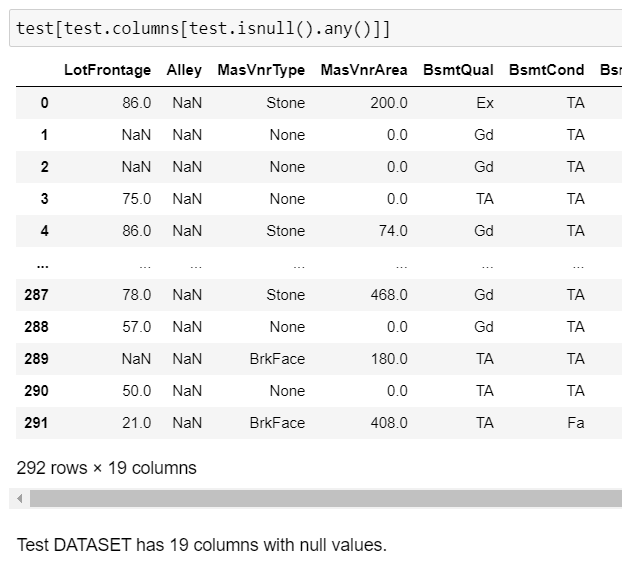 test[test.columns[test.isnull().any()]]
LotFrontage Alley MasVnrType MasVnrArea BsmtQual BsmtCond
0 86.0 NaN Stone 200.0 Ex TA
1 NaN NaN None 0.0 Gd TA
2 NaN NaN None 0.0 Gd TA
3 75.0 NaN None 0.0 TA TA
4 86.0 NaN Stone 74.0 Gd TA
... ... ... ... ... ... ...
287 78.0 NaN Stone 468.0 Gd TA
288 57.0 NaN None 0.0 Gd TA
289 NaN NaN BrkFace 180.0 TA TA
290 50.0 NaN None 0.0 TA TA
291 21.0 NaN BrkFace 408.0 TA Fa
292 rows × 19 columns
Test DATASET has 19 columns with null values.